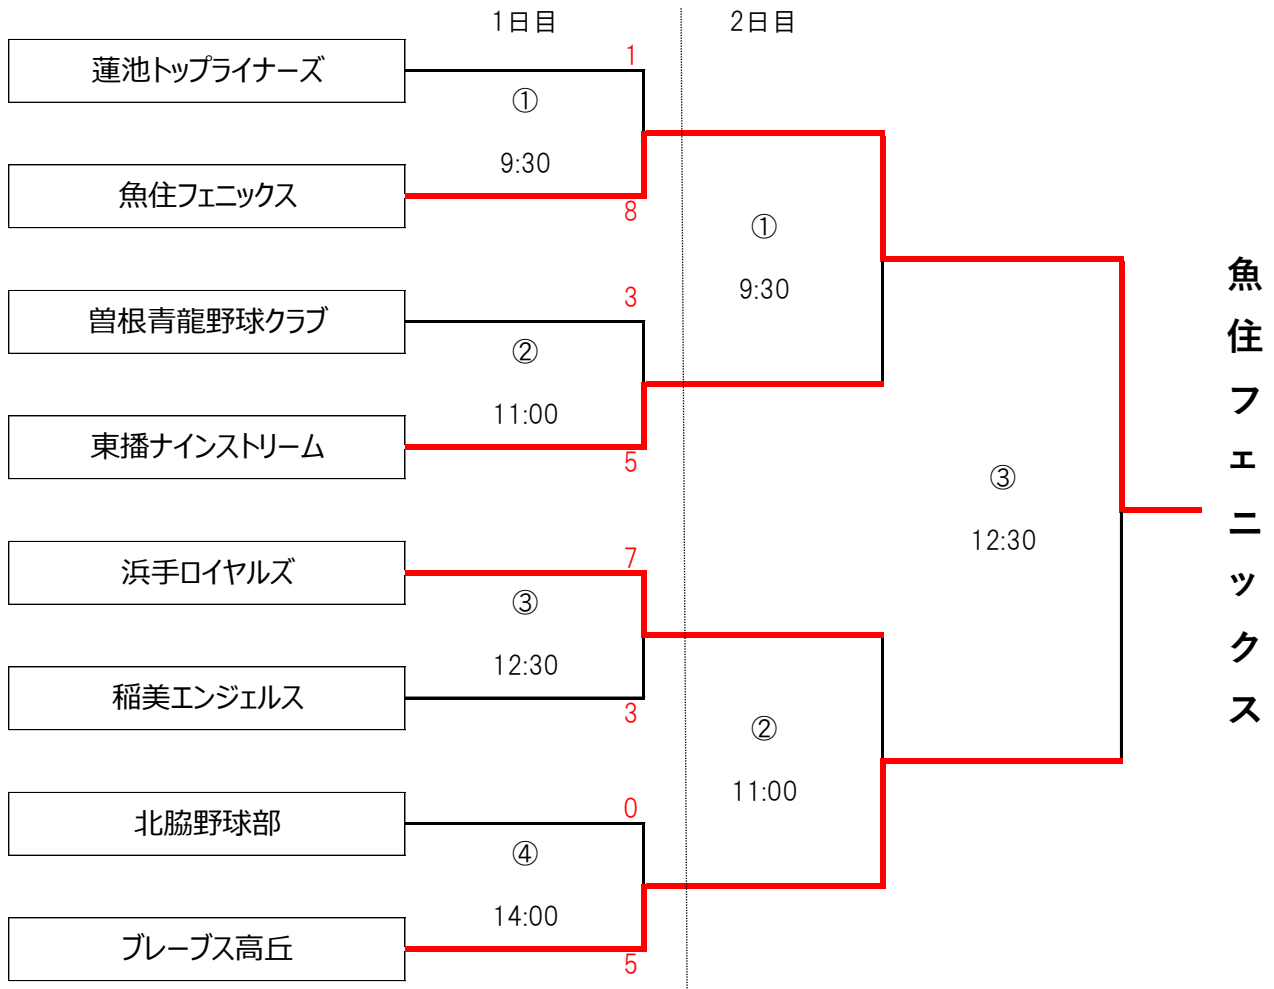 1日目
2日目
蓮池トップライナーズ
1
①
9:30
魚住フェニックス
8
①
9:30
曽根青龍野球クラブ
3
②
11:00
東播ナインストリーム
5
③
12:30
浜手ロイヤルズ
7
③
12:30
稲美エンジェルス
3
②
11:00
北脇野球部
0
④
14:00
ブレーブス高丘
5
魚住フェニックス